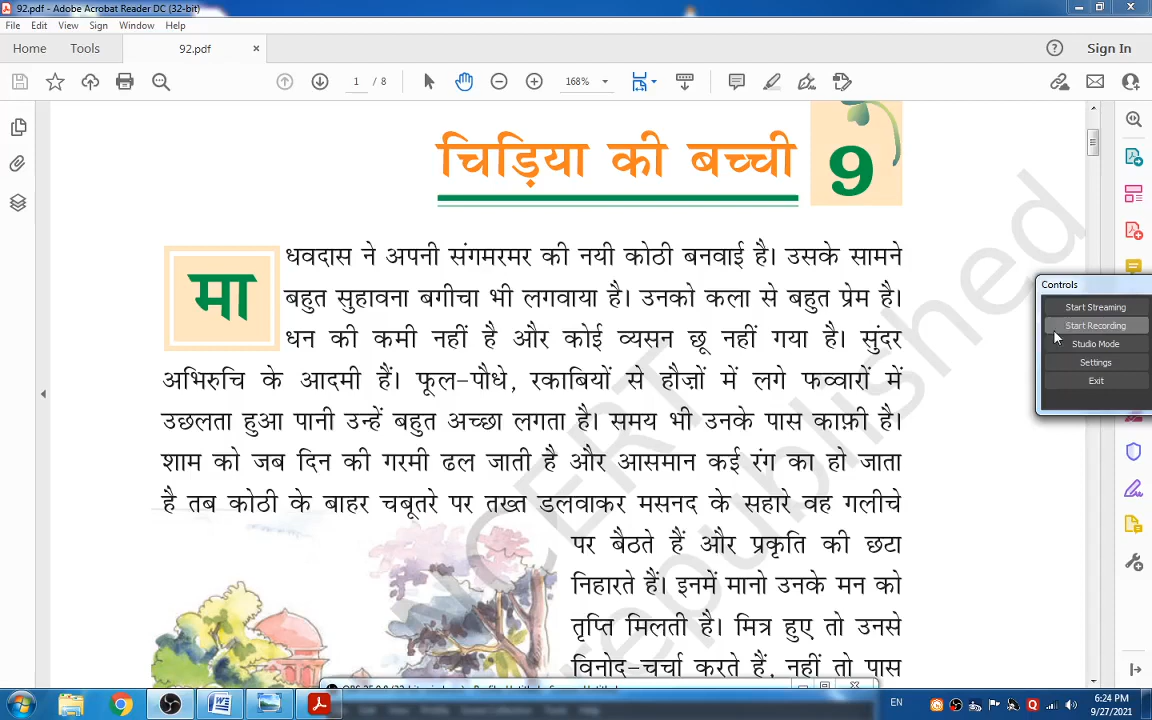 92.pdf - Adobe Acrobat Reader DC (32-bit)
File Edit View Sign Window Help
Home Tools 92.pdf × Sign In
1 / 8 168%
चिड़िया की बच्ची 9
मा
धवदास ने अपनी संगमरमर की नयी कोठी बनवाई है। उसके सामने
बहुत सुहावना बगीचा भी लगवाया है। उनको कला से बहुत प्रेम है।
धन की कमी नहीं है और कोई व्यसन छू नहीं गया है। सुंदर
अभिरुचि के आदमी हैं। फूल-पौधे, रकाबियों से हौज़ों में लगे फव्वारों में
उछलता हुआ पानी उन्हें बहुत अच्छा लगता है। समय भी उनके पास काफ़ी है।
शाम को जब दिन की गरमी ढल जाती है और आसमान कई रंग का हो जाता
है तब कोठी के बाहर चबूतरे पर तख्त डलवाकर मसनद के सहारे वह गलीचे
पर बैठते हैं और प्रकृति की छटा
निहारते हैं। इनमें मानो उनके मन को
तृप्ति मिलती है। मित्र हुए तो उनसे
विनोद-चर्चा करते हैं, नहीं तो पास
NCERT
republished
Controls
Start Streaming
Start Recording
Studio Mode
Settings
Exit
EN
6:24 PM
9/27/2021